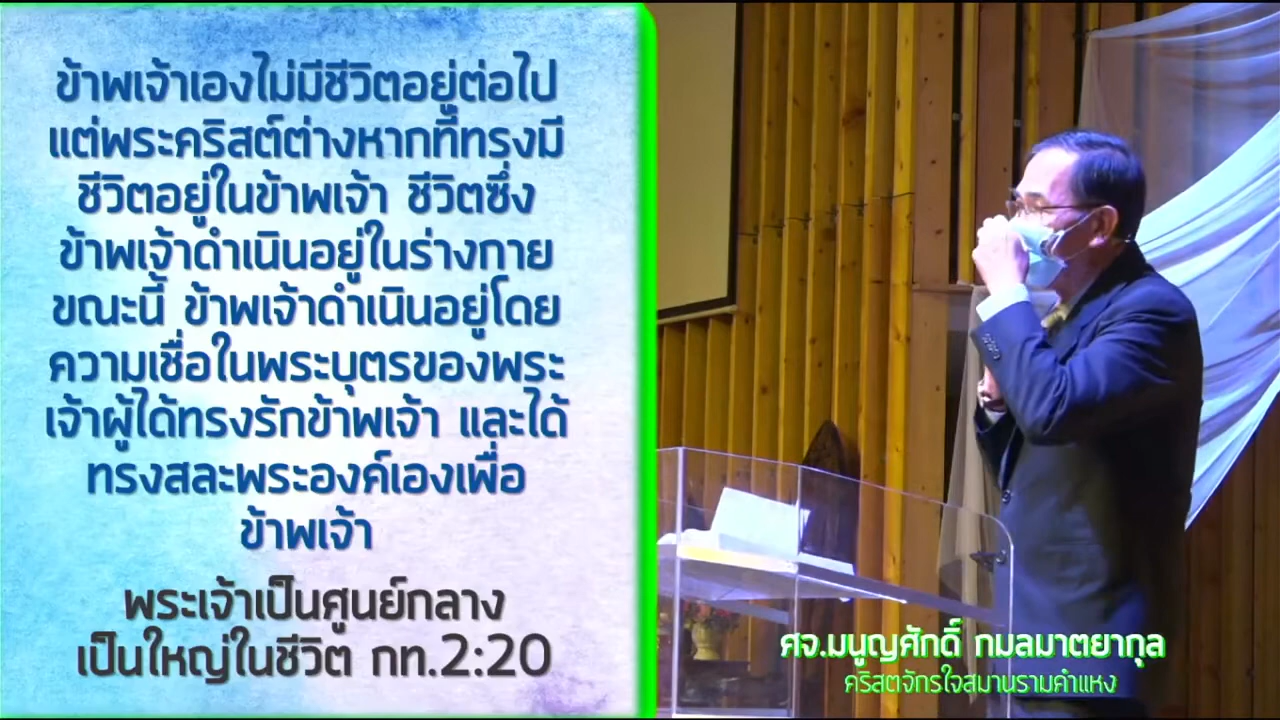 ข้าพเจ้าเองไม่มีชีวิตอยู่ต่อไป
แต่พระคริสต์ต่างหากที่ทรงมี
ชีวิตอยู่ในข้าพเจ้า ชีวิตซึ่ง
ข้าพเจ้าดำเนินอยู่ในร่างกาย
ขณะนี้ ข้าพเจ้าดำเนินอยู่โดย
ความเชื่อในพระบุตรของพระ
เจ้าผู้ได้ทรงรักข้าพเจ้า และได้
ทรงสละพระองค์เองเพื่อ
ข้าพเจ้า
พระเจ้าเป็นศูนย์กลาง
เป็นใหญ่ในชีวิต กท.2:20
ศจ.มนูญศักดิ์ กมลมาตยากุล
คริสตจักรใจสมานรามคำแหง